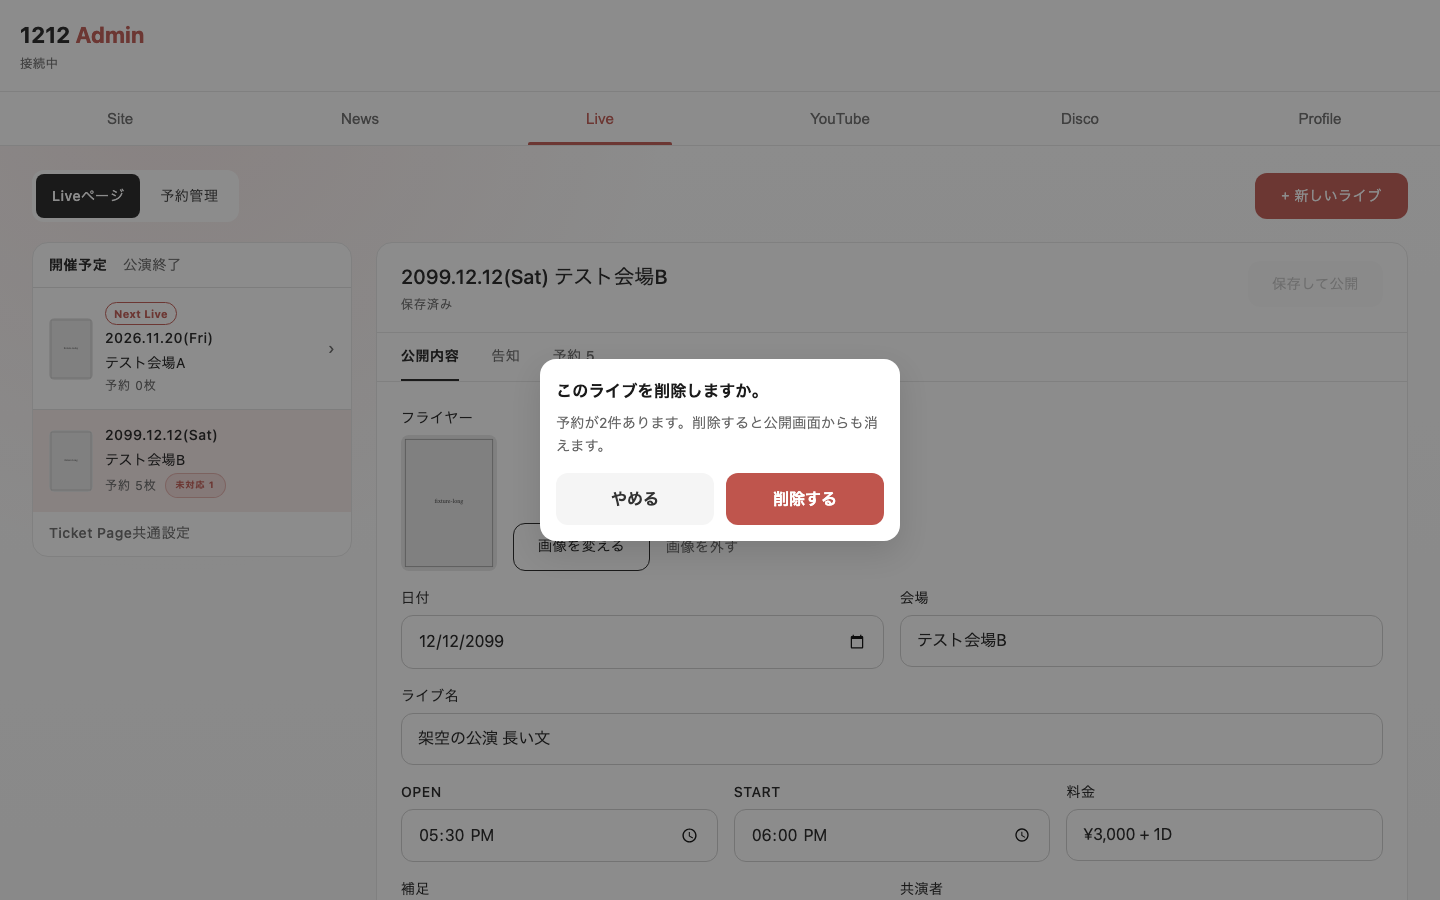 1212 Admin
接続中
Site
News
Live
YouTube
Disco
Profile
Liveページ
予約管理
+ 新しいライブ
開催予定
公演終了
Next Live
2026.11.20(Fri)
テスト会場A
予約 0枚
2099.12.12(Sat)
テスト会場B
予約 5枚
未対応 1
Ticket Page共通設定
2099.12.12(Sat) テスト会場B
保存済み
保存して公開
公開内容
告知
予約 5
このライブを削除しますか。
予約が2件あります。削除すると公開画面からも消
えます。
やめる
削除する
フライヤー
画像を変える
画像を外す
日付
12/12/2099
会場
テスト会場B
ライブ名
架空の公演 長い文
OPEN
05:30 PM
START
06:00 PM
料金
¥3,000 + 1D
補足
共演者